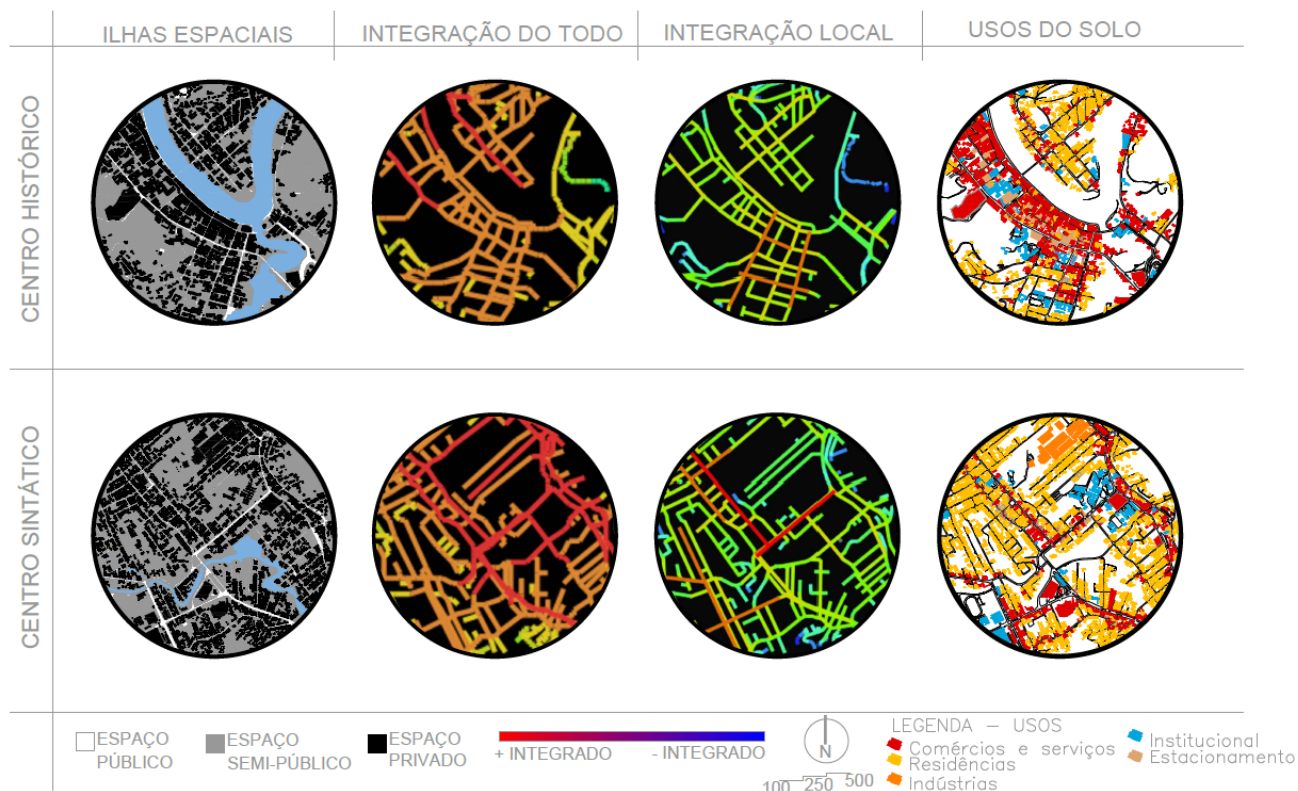 ILHAS ESPACIAIS
INTEGRAÇÃO DO TODO
INTEGRAÇÃO LOCAL
USOS DO SOLO
CENTRO HISTÓRICO
CENTRO SINTÁTICO
ESPAÇO
PÚBLICO
ESPAÇO
SEMI-PÚBLICO
ESPAÇO
PRIVADO
+ INTEGRADO
- INTEGRADO
N
100 250 500
LEGENDA – USOS
Comércios e serviços
Residências
Indústrias
Institucional
Estacionamento